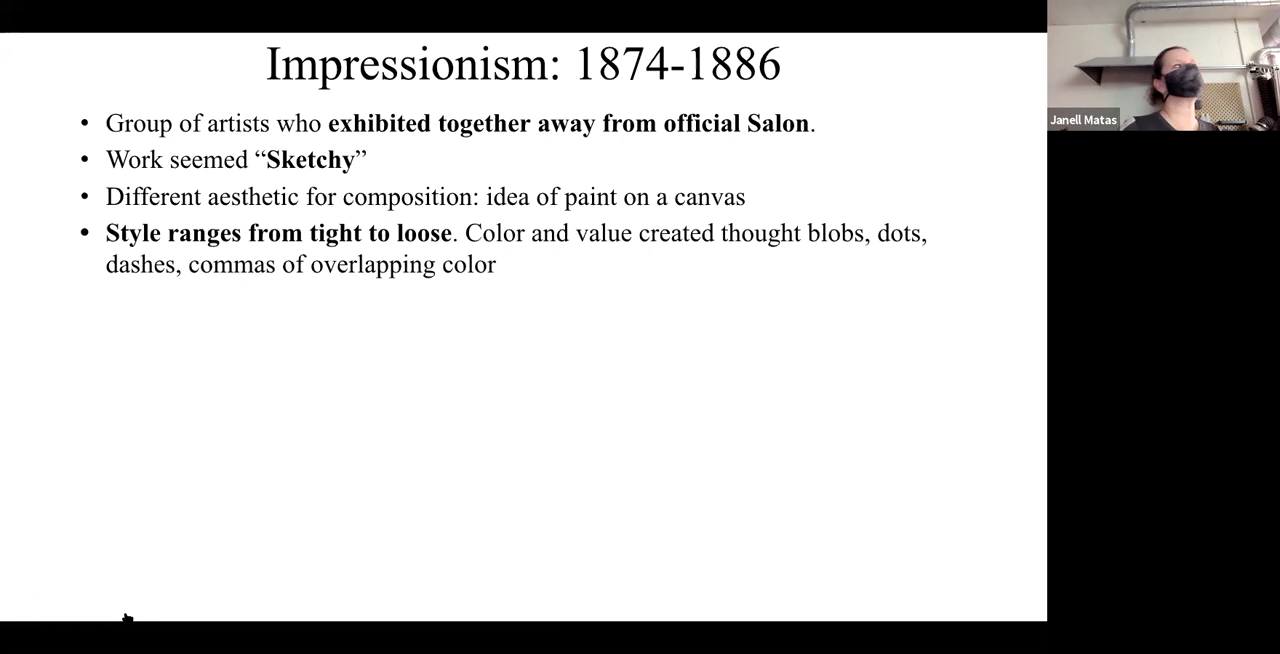 Impressionism: 1874-1886
• Group of artists who exhibited together away from official Salon.
• Work seemed “Sketchy”
• Different aesthetic for composition: idea of paint on a canvas
• Style ranges from tight to loose. Color and value created thought blobs, dots,
dashes, commas of overlapping color
Janell Matas